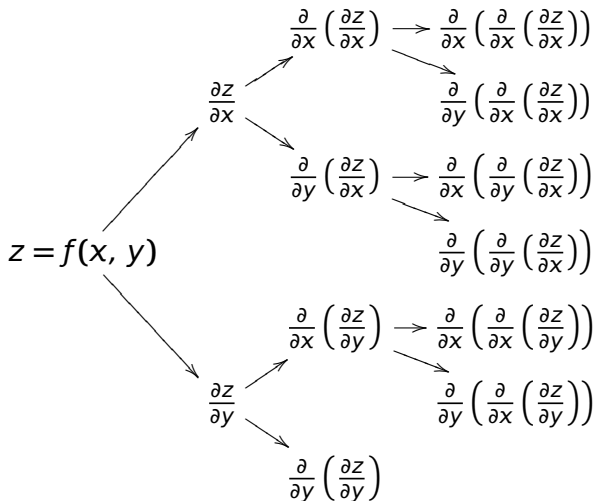 ∂/∂x (∂z/∂x) → ∂/∂x (∂/∂x (∂z/∂x))
∂z/∂x
∂/∂y (∂/∂x (∂z/∂x))
∂/∂y (∂z/∂x) → ∂/∂x (∂/∂y (∂z/∂x))
z = f(x, y)
∂/∂y (∂/∂y (∂z/∂x))
∂/∂x (∂z/∂y) → ∂/∂x (∂/∂x (∂z/∂y))
∂z/∂y
∂/∂y (∂/∂x (∂z/∂y))
∂/∂y (∂z/∂y)